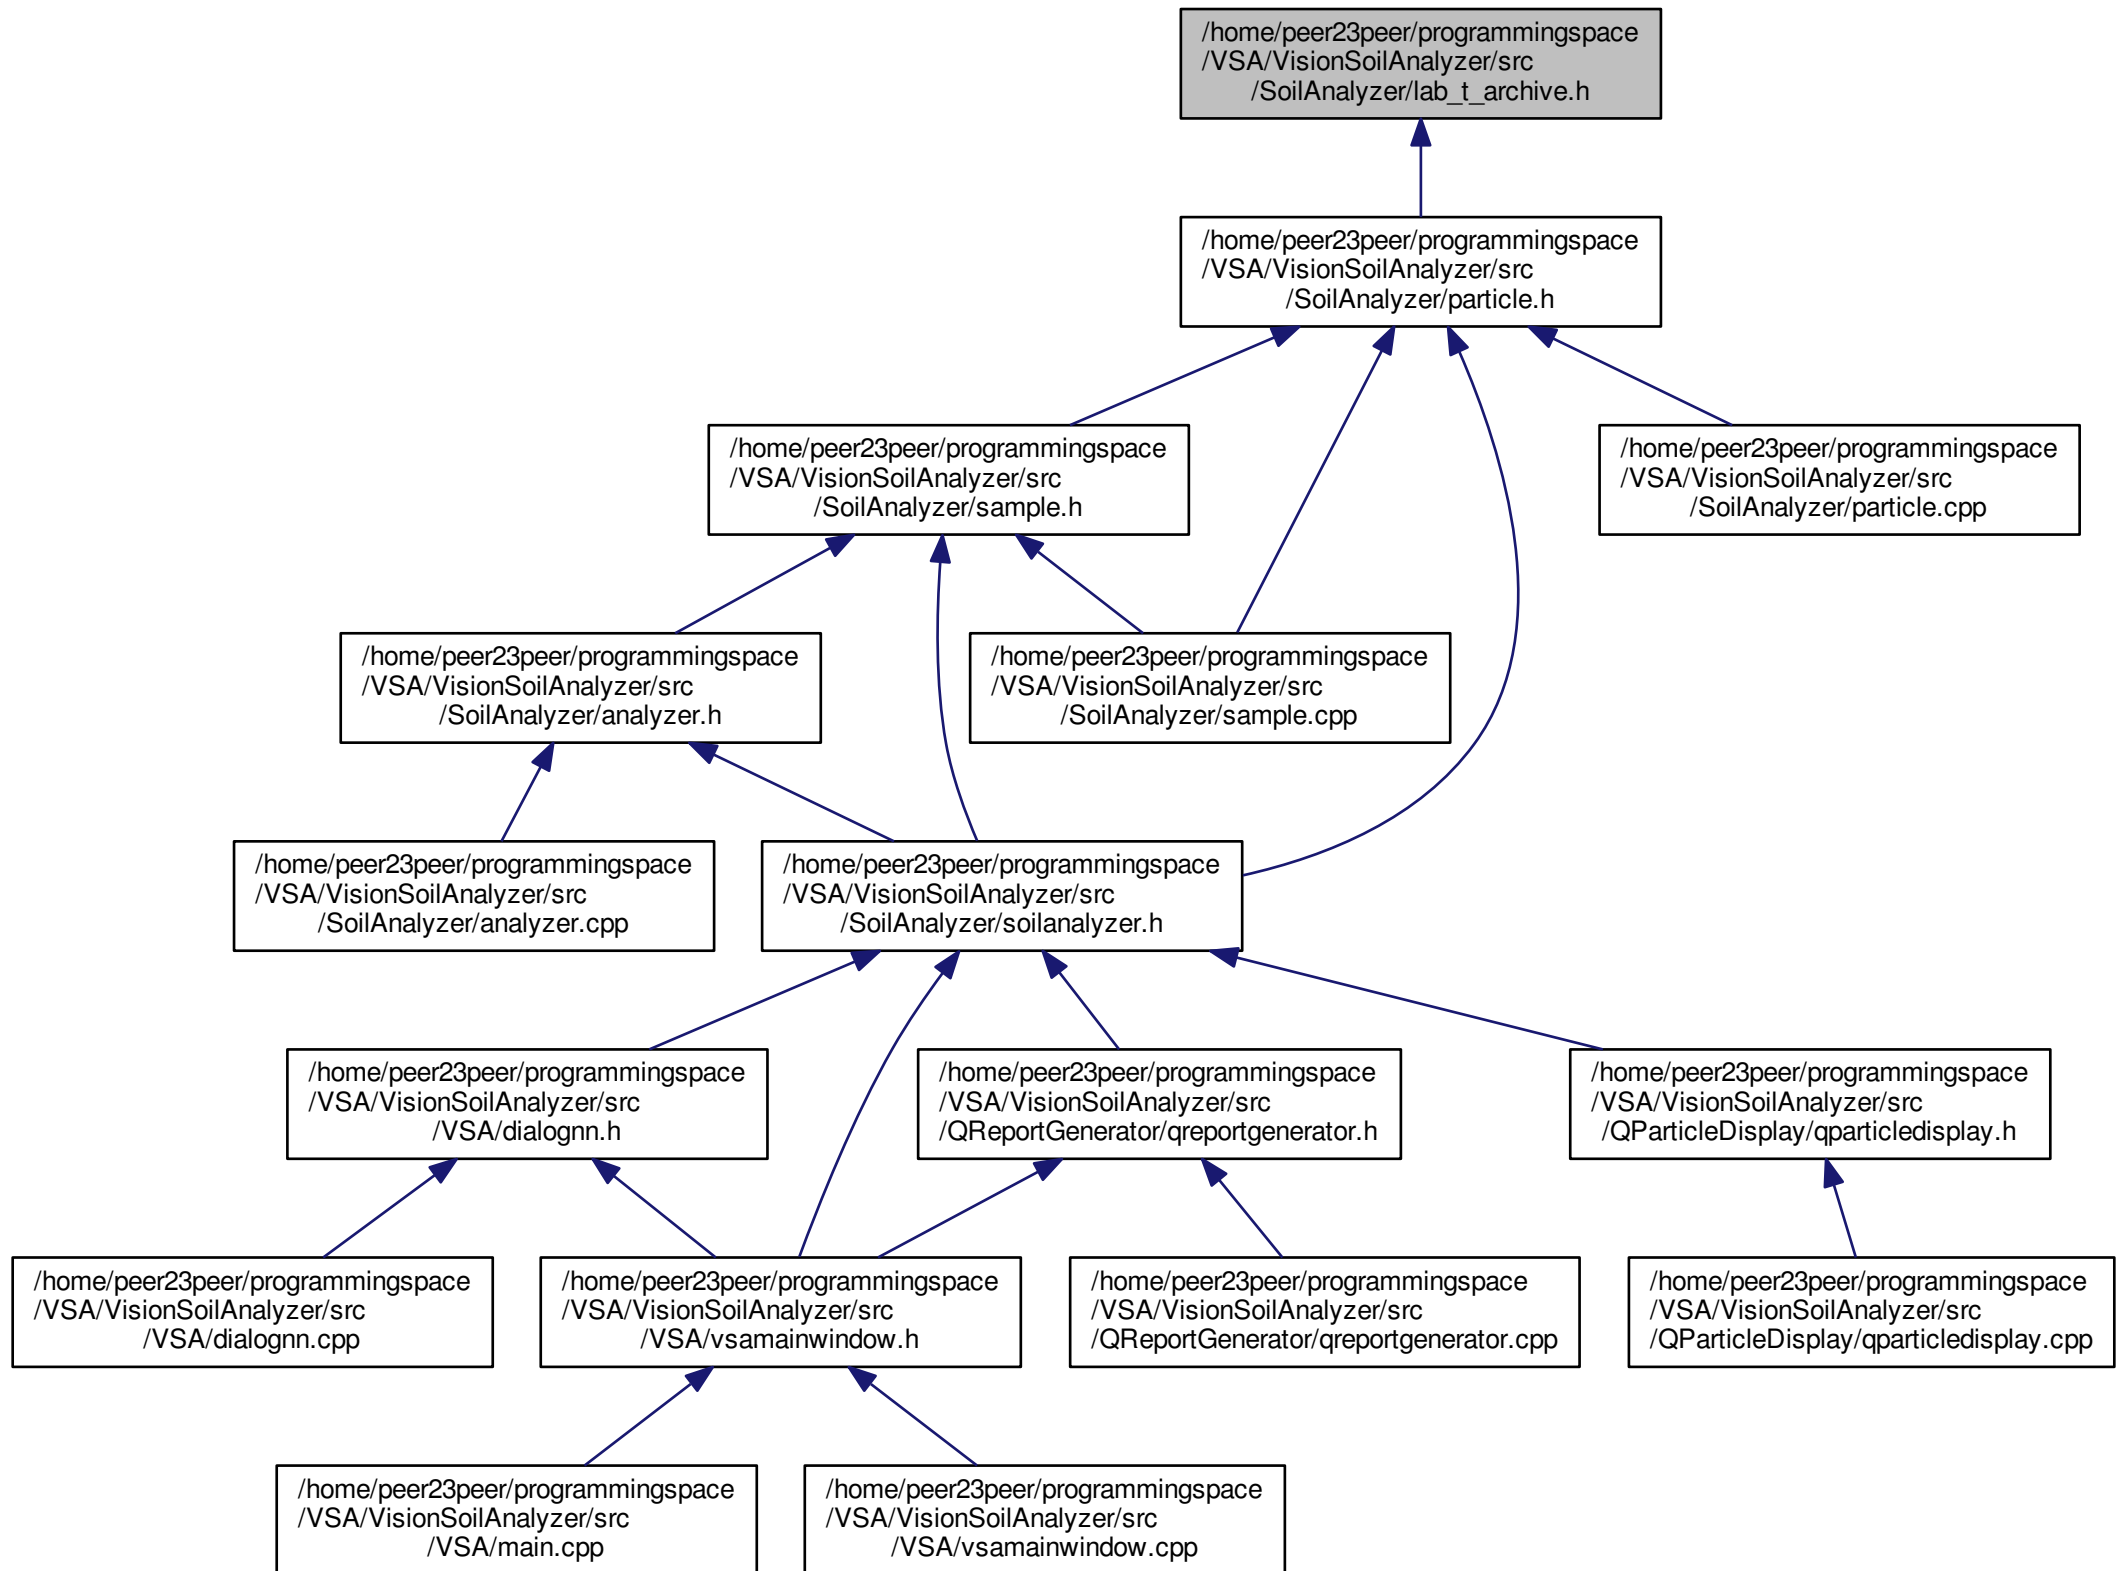 /home/peer23peer/programmingspace
/VSA/VisionSoilAnalyzer/src
/SoilAnalyzer/lab_t_archive.h
/home/peer23peer/programmingspace
/VSA/VisionSoilAnalyzer/src
/SoilAnalyzer/particle.h
/home/peer23peer/programmingspace
/VSA/VisionSoilAnalyzer/src
/SoilAnalyzer/sample.h
/home/peer23peer/programmingspace
/VSA/VisionSoilAnalyzer/src
/SoilAnalyzer/particle.cpp
/home/peer23peer/programmingspace
/VSA/VisionSoilAnalyzer/src
/SoilAnalyzer/analyzer.h
/home/peer23peer/programmingspace
/VSA/VisionSoilAnalyzer/src
/SoilAnalyzer/sample.cpp
/home/peer23peer/programmingspace
/VSA/VisionSoilAnalyzer/src
/SoilAnalyzer/analyzer.cpp
/home/peer23peer/programmingspace
/VSA/VisionSoilAnalyzer/src
/SoilAnalyzer/soilanalyzer.h
/home/peer23peer/programmingspace
/VSA/VisionSoilAnalyzer/src
/VSA/dialognn.h
/home/peer23peer/programmingspace
/VSA/VisionSoilAnalyzer/src
/QReportGenerator/qreportgenerator.h
/home/peer23peer/programmingspace
/VSA/VisionSoilAnalyzer/src
/QParticleDisplay/qparticledisplay.h
/home/peer23peer/programmingspace
/VSA/VisionSoilAnalyzer/src
/VSA/dialognn.cpp
/home/peer23peer/programmingspace
/VSA/VisionSoilAnalyzer/src
/VSA/vsamainwindow.h
/home/peer23peer/programmingspace
/VSA/VisionSoilAnalyzer/src
/QReportGenerator/qreportgenerator.cpp
/home/peer23peer/programmingspace
/VSA/VisionSoilAnalyzer/src
/QParticleDisplay/qparticledisplay.cpp
/home/peer23peer/programmingspace
/VSA/VisionSoilAnalyzer/src
/VSA/main.cpp
/home/peer23peer/programmingspace
/VSA/VisionSoilAnalyzer/src
/VSA/vsamainwindow.cpp